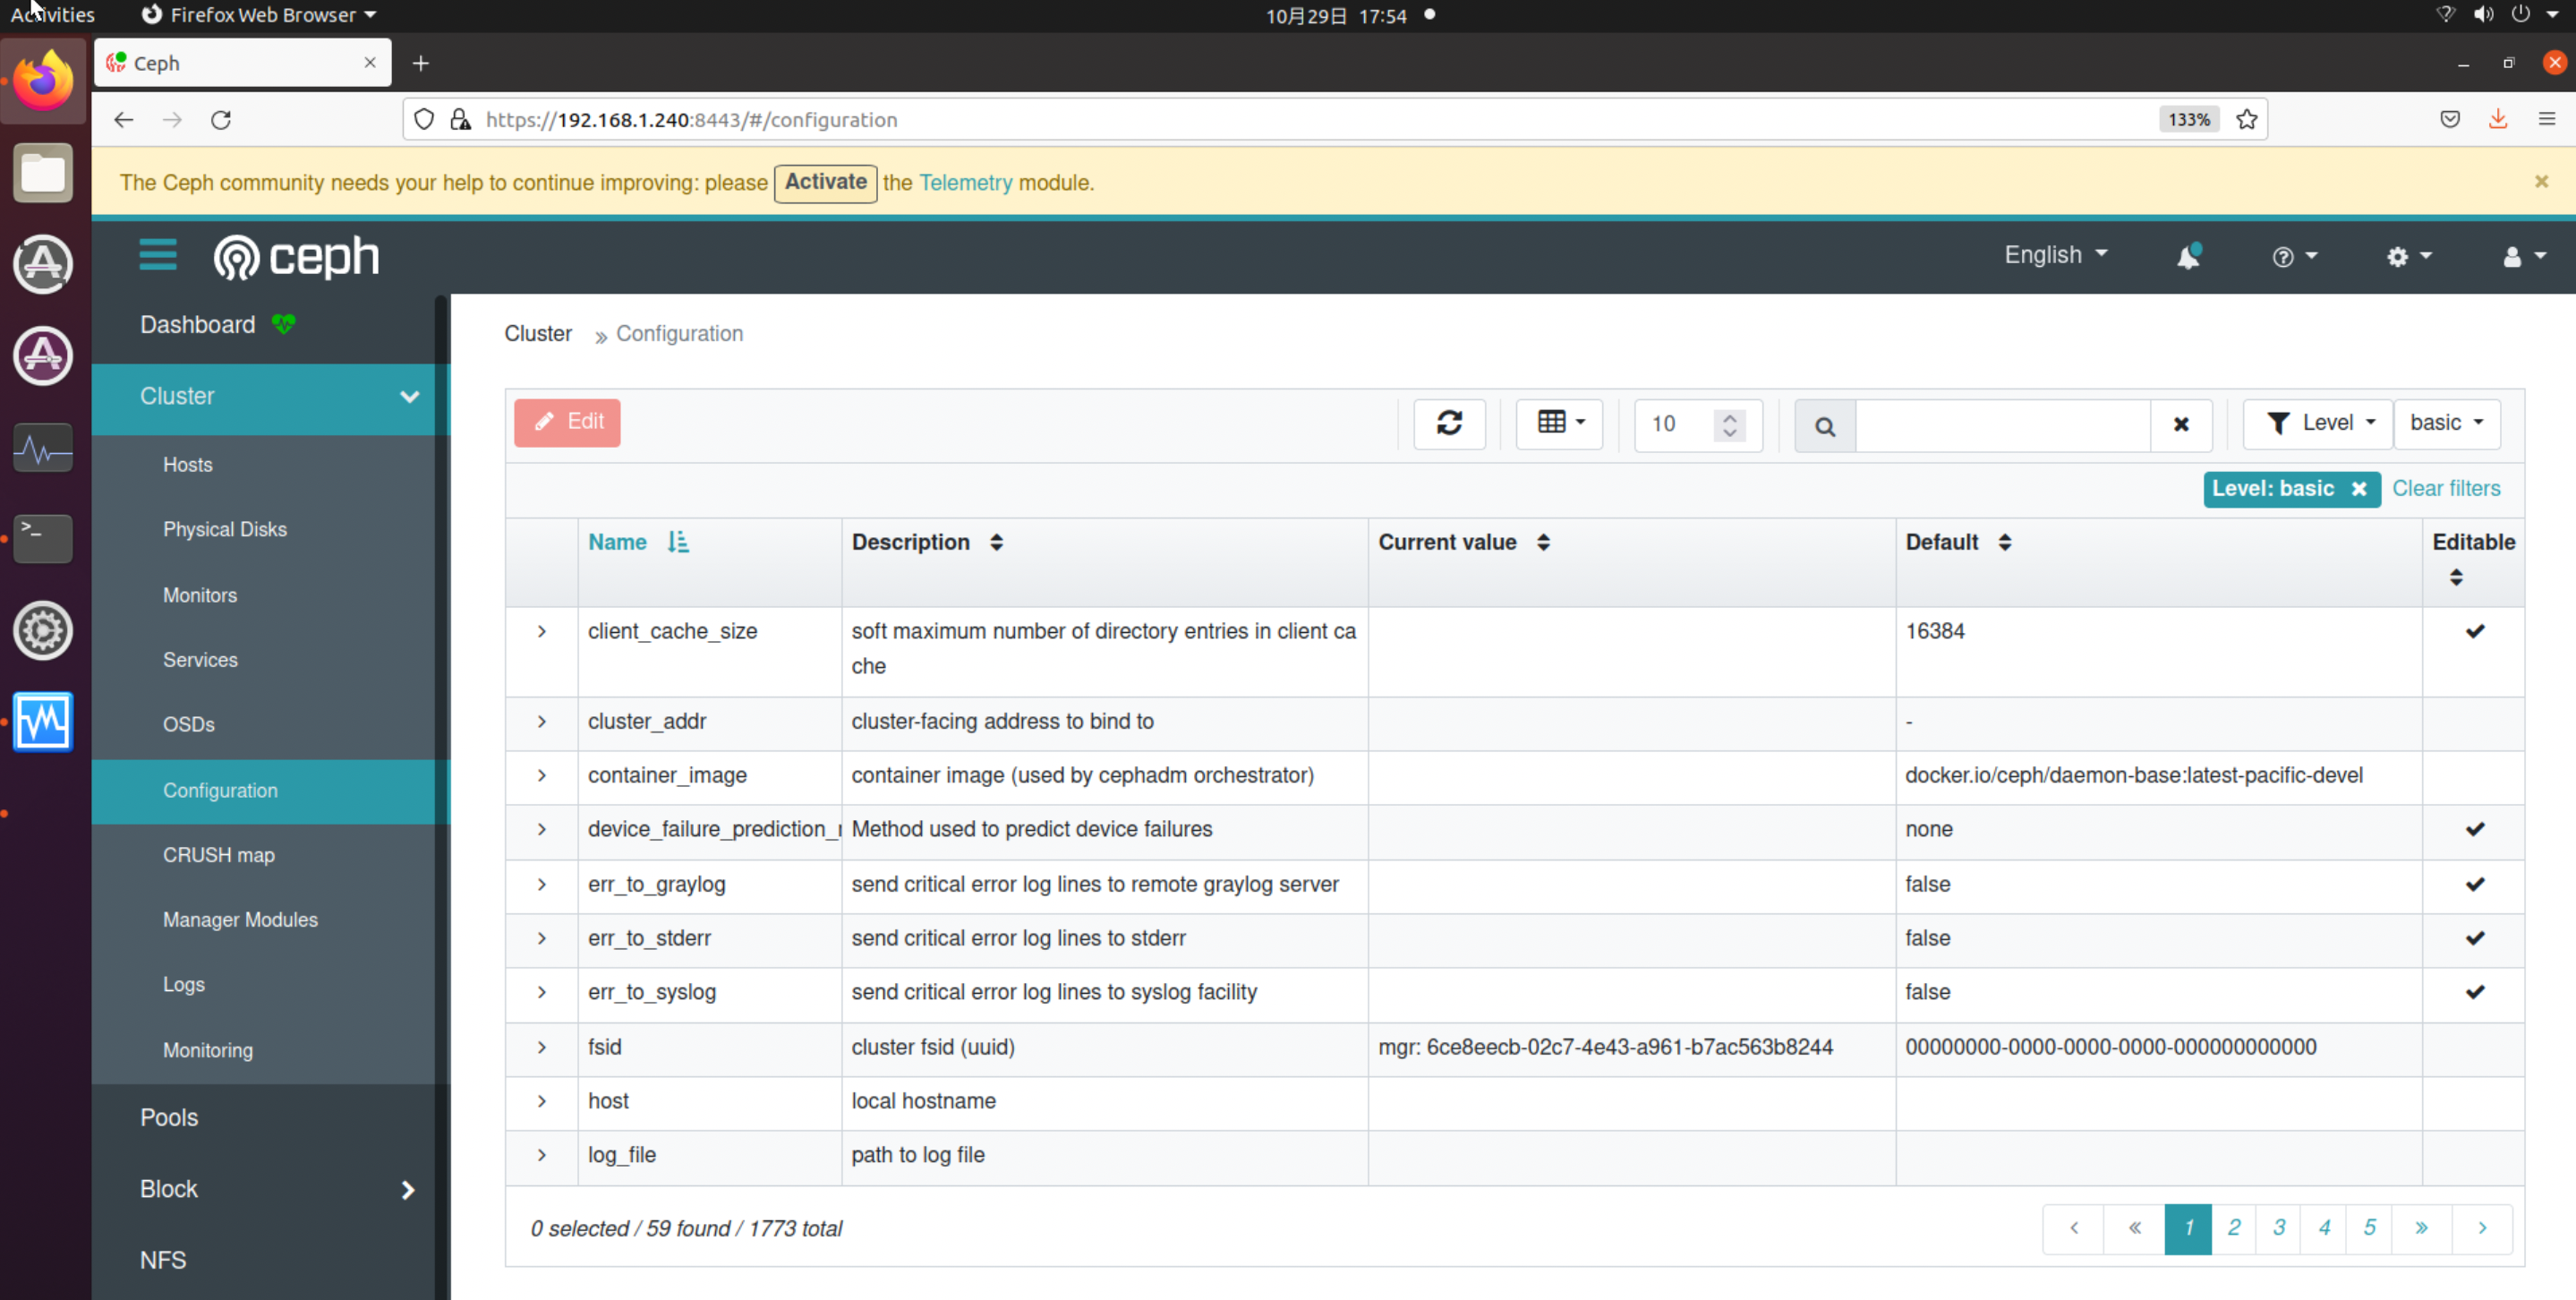 Activities Firefox Web Browser 10月29日 17:54
Ceph
https://192.168.1.240:8443/#/configuration 133%
The Ceph community needs your help to continue improving: please Activate the Telemetry module.
ceph English
Dashboard
Cluster
Hosts
Physical Disks
Monitors
Services
OSDs
Configuration
CRUSH map
Manager Modules
Logs
Monitoring
Pools
Block
NFS
Cluster » Configuration
Edit 10 Level basic
Level: basic Clear filters
Name Description Current value Default Editable
client_cache_size soft maximum number of directory entries in client ca 16384
che
cluster_addr cluster-facing address to bind to -
container_image container image (used by cephadm orchestrator) docker.io/ceph/daemon-base:latest-pacific-devel
device_failure_prediction_ Method used to predict device failures none
err_to_graylog send critical error log lines to remote graylog server false
err_to_stderr send critical error log lines to stderr false
err_to_syslog send critical error log lines to syslog facility false
fsid cluster fsid (uuid) mgr: 6ce8eecb-02c7-4e43-a961-b7ac563b8244 00000000-0000-0000-0000-000000000000
host local hostname
log_file path to log file
0 selected / 59 found / 1773 total ‹ « 1 2 3 4 5 » ›